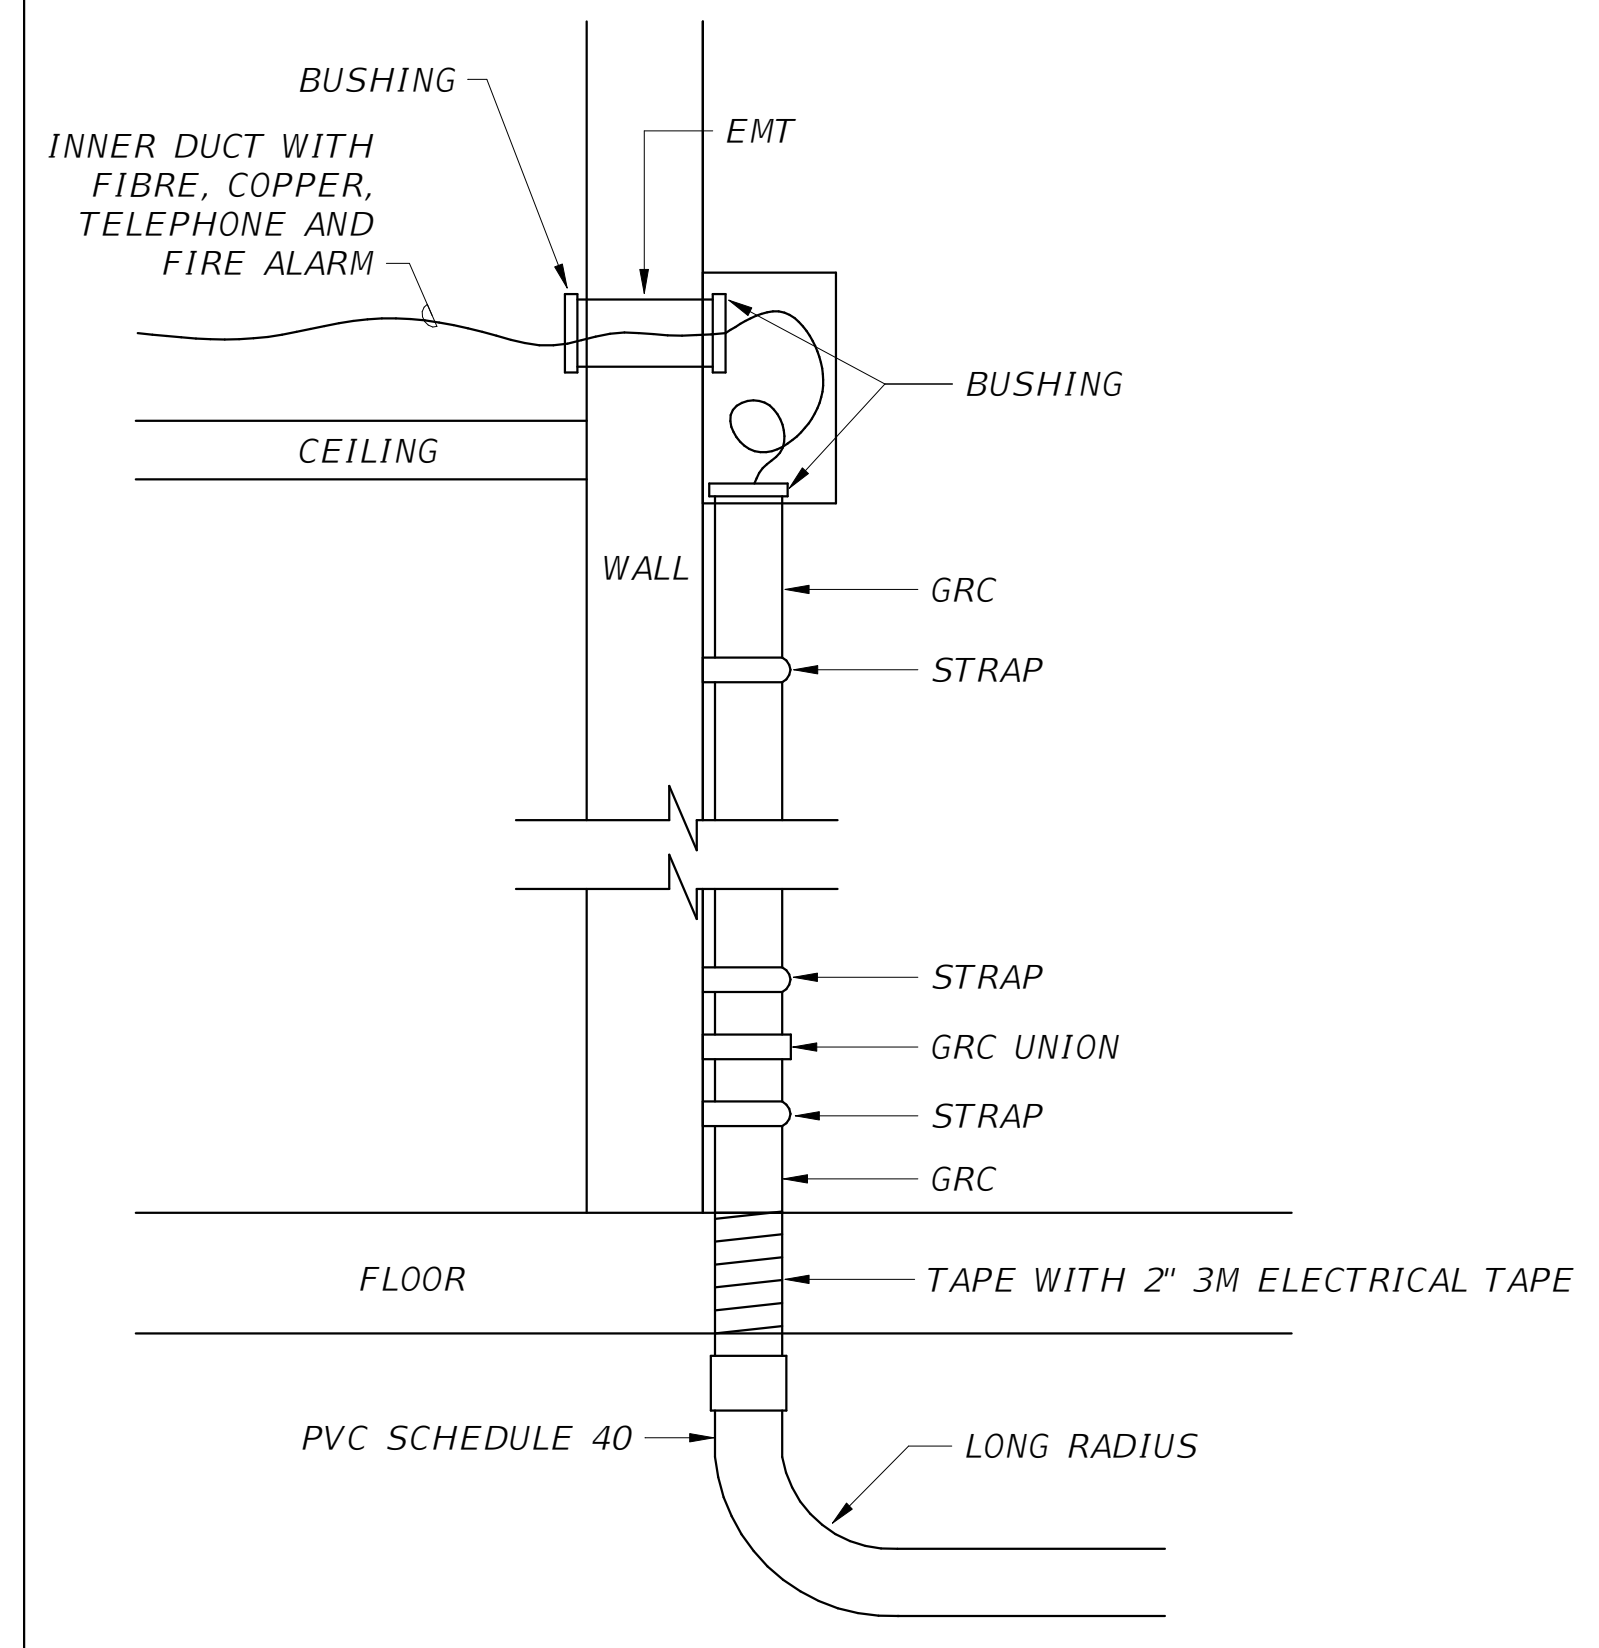 BUSHING
EMT
INNER DUCT WITH
FIBRE, COPPER,
TELEPHONE AND
FIRE ALARM
BUSHING
CEILING
WALL
GRC
STRAP
STRAP
GRC UNION
STRAP
GRC
FLOOR
TAPE WITH 2" 3M ELECTRICAL TAPE
PVC SCHEDULE 40
LONG RADIUS